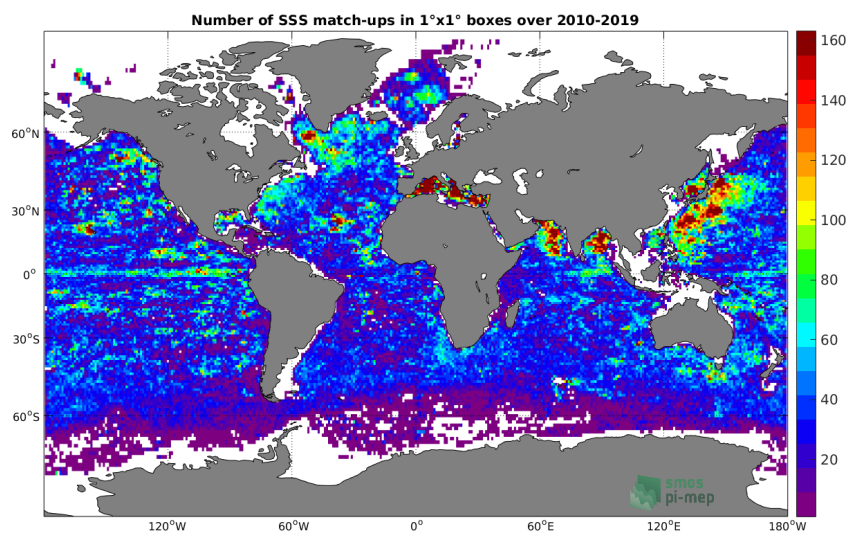 Number of SSS match-ups in 1°x1° boxes over 2010-2019
60°N
30°N
0°
30°S
60°S
120°W
60°W
0°
60°E
120°E
180°W
160
140
120
100
80
60
40
20
smos
pi-mep